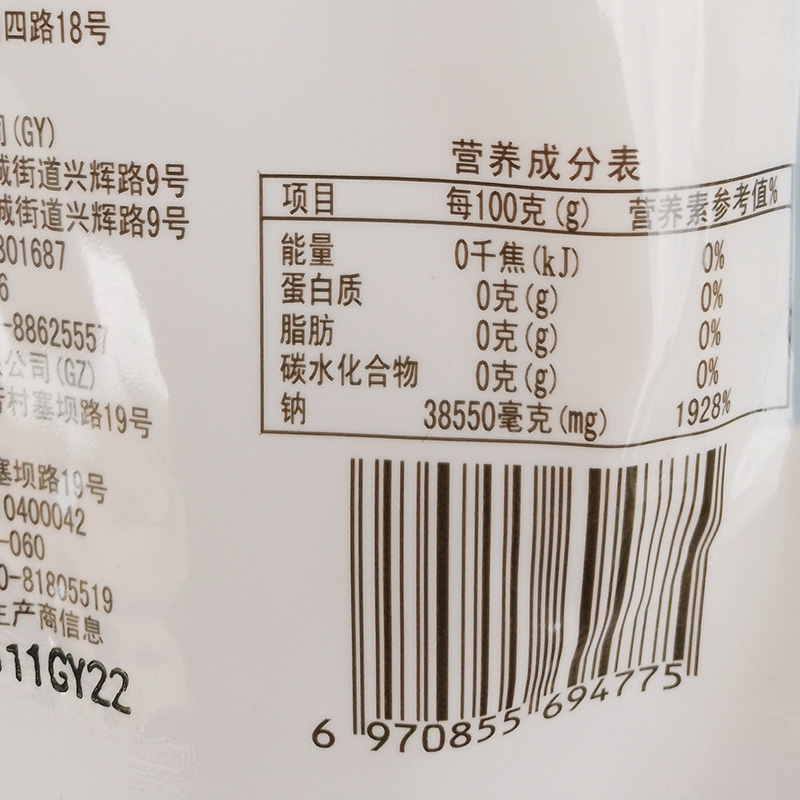 四路18号
司(GY)
城街道兴辉路9号
城街道兴辉路9号
801687
6
-88625557
公司(GZ)
村塞坝路19号
塞坝路19号
0400042
-060
0-81805519
生产商信息
11GY22
营养成分表
项目 每100克(g) 营养素参考值%
能量 0千焦(kJ) 0%
蛋白质 0克(g) 0%
脂肪 0克(g) 0%
碳水化合物 0克(g) 0%
钠 38550毫克(mg) 1928%
6 970855 694775